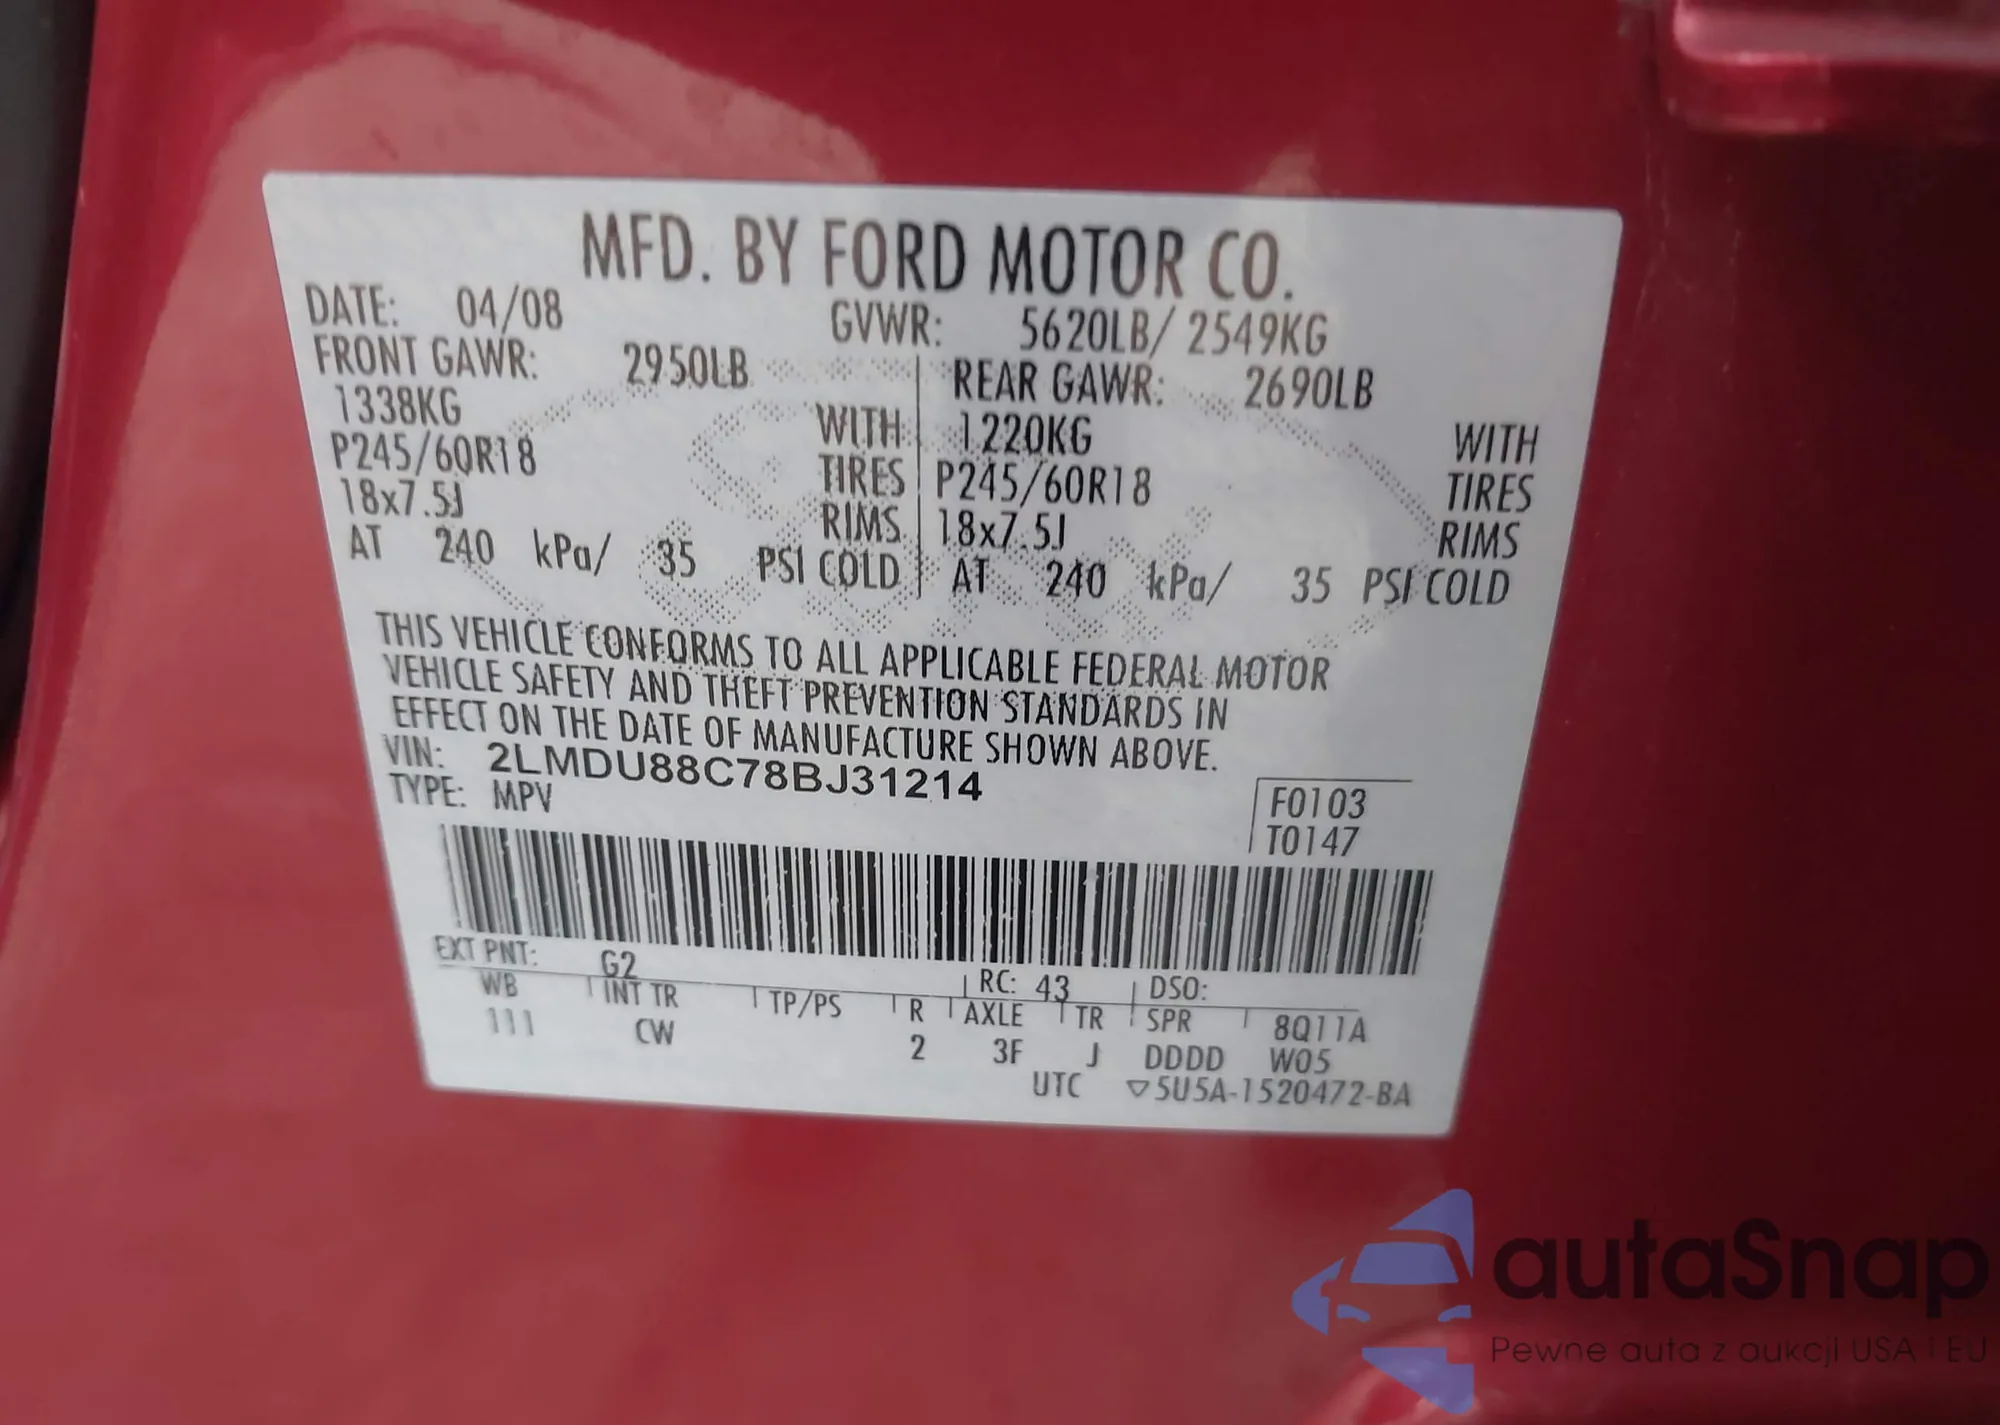 MFD. BY FORD MOTOR CO.
DATE: 04/08 GVWR: 5620LB/ 2549KG
FRONT GAWR: 2950LB REAR GAWR: 2690LB
1338KG WITH 1220KG WITH
P245/60R18 TIRES P245/60R18 TIRES
18x7.5J RIMS 18x7.5J RIMS
AT 240 kPa/ 35 PSI COLD AT 240 kPa/ 35 PSI COLD
THIS VEHICLE CONFORMS TO ALL APPLICABLE FEDERAL MOTOR
VEHICLE SAFETY AND THEFT PREVENTION STANDARDS IN
EFFECT ON THE DATE OF MANUFACTURE SHOWN ABOVE.
VIN: 2LMDU88C78BJ31214
TYPE: MPV F0103
T0147
EXT PNT: G2 RC: 43 DSO:
WB INT TR TP/PS R AXLE TR SPR 8Q11A
111 CW 2 3F J DDDD W05
UTC ▽5U5A-1520472-BA
autaSnap
Pewne auta z aukcji USA i EU